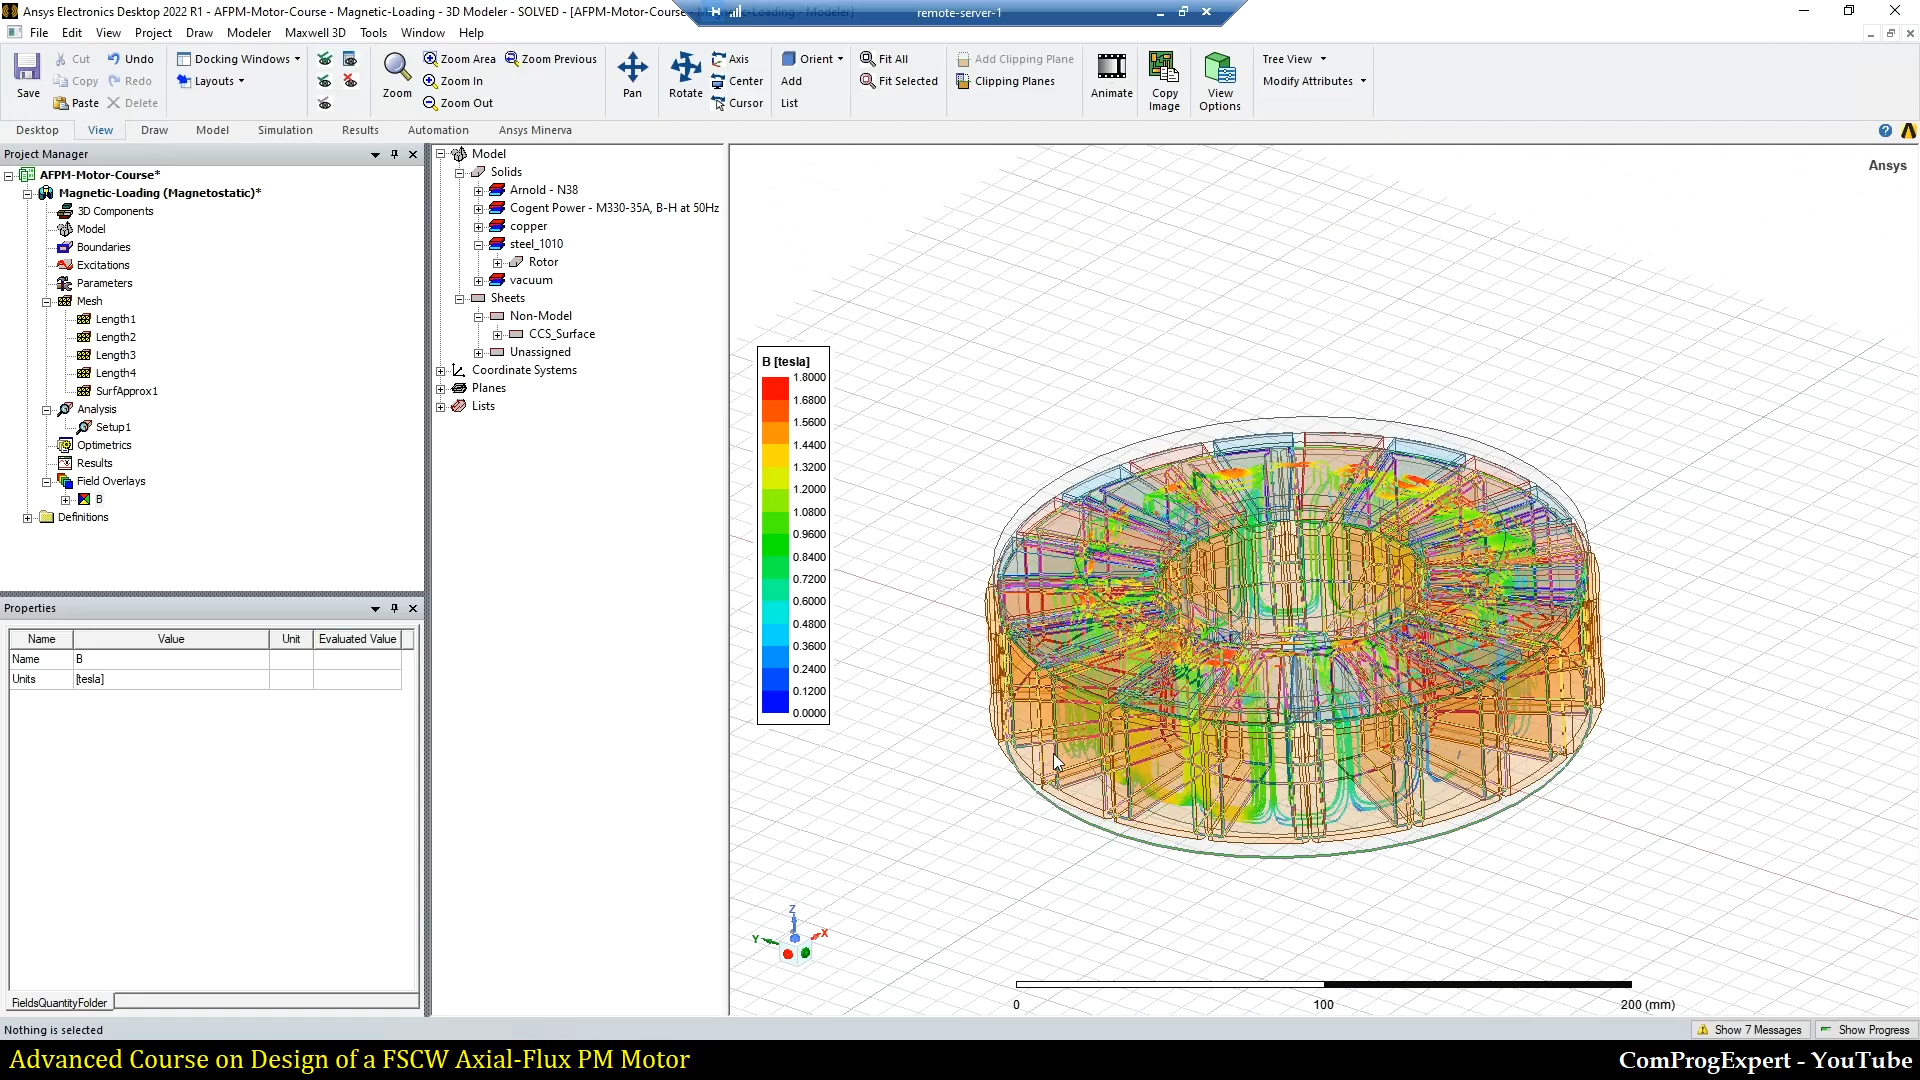 Ansys Electronics Desktop 2022 R1 - AFPM-Motor-Course - Magnetic-Loading - 3D Modeler - SOLVED - [AFPM-Motor-Course -
remote-server-1
File Edit View Project Draw Modeler Maxwell 3D Tools Window Help
Save
Cut
Copy
Paste
Undo
Redo
Delete
Docking Windows
Layouts
Zoom
Zoom Area
Zoom In
Zoom Out
Zoom Previous
Pan
Rotate
Axis
Center
Cursor
Orient
Add
List
Fit All
Fit Selected
Add Clipping Plane
Clipping Planes
Animate
Copy
Image
View
Options
Tree View
Modify Attributes
Desktop View Draw Model Simulation Results Automation Ansys Minerva
Project Manager
AFPM-Motor-Course*
Magnetic-Loading (Magnetostatic)*
3D Components
Model
Boundaries
Excitations
Parameters
Mesh
Length1
Length2
Length3
Length4
SurfApprox1
Analysis
Setup1
Optimetrics
Results
Field Overlays
B
Definitions
Properties
Name Value Unit Evaluated Value
Name B
Units [tesla]
FieldsQuantityFolder
Model
Solids
Arnold - N38
Cogent Power - M330-35A, B-H at 50Hz
copper
steel_1010
Rotor
vacuum
Sheets
Non-Model
CCS_Surface
Unassigned
Coordinate Systems
Planes
Lists
Ansys
B [tesla]
1.8000
1.6800
1.5600
1.4400
1.3200
1.2000
1.0800
0.9600
0.8400
0.7200
0.6000
0.4800
0.3600
0.2400
0.1200
0.0000
Z
Y
X
0 100 200 (mm)
Nothing is selected
Show 7 Messages
Show Progress
Advanced Course on Design of a FSCW Axial-Flux PM Motor
ComProgExpert - YouTube